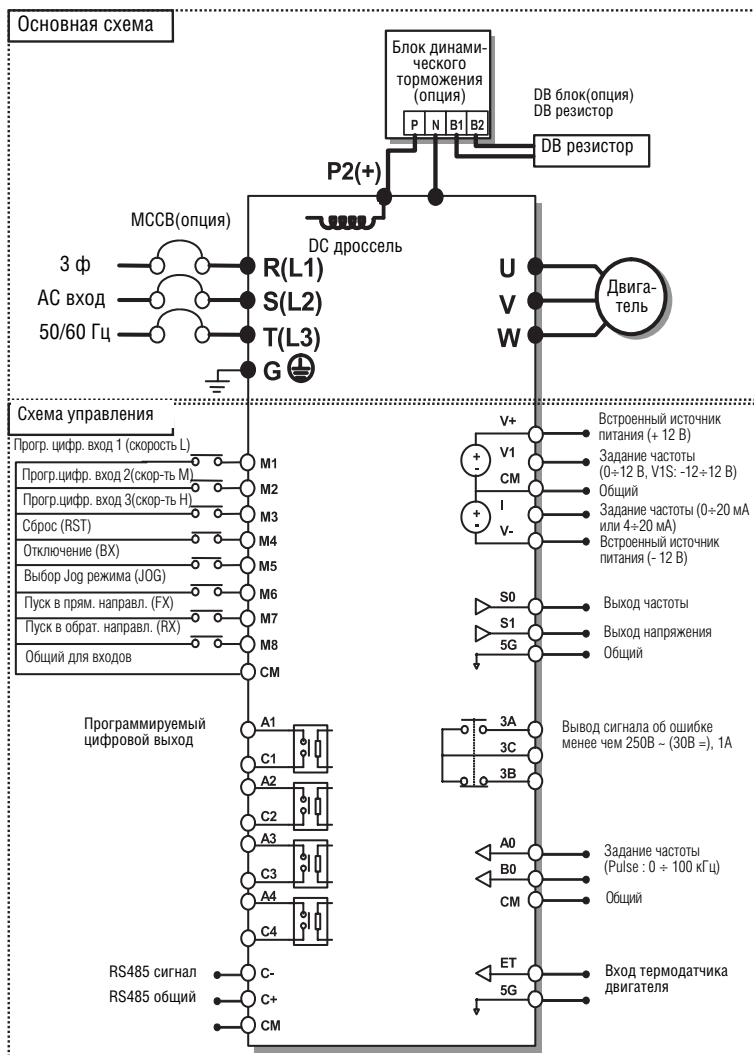 Основная схема
Блок динами-
ческого
торможения
(опция)
P N B1 B2
DB блок(опция)
DB резистор
DB резистор
P2(+)
DC дроссель
MCCB(опция)
3 ф
AC вход
50/60 Гц
R(L1)
S(L2)
T(L3)
G
U
V
W
Двига-
тель
Схема управления
Прогр. цифр. вход 1 (скорость L)
M1
Прогр.цифр. вход 2(скор-ть M)
M2
Прогр.цифр. вход 3(скор-ть H)
M3
Сброс (RST)
M4
Отключение (BX)
M5
Выбор Jog режима (JOG)
M6
Пуск в прям. направл. (FX)
M7
Пуск в обрат. направл. (RX)
M8
Общий для входов
CM
Программируемый
цифровой выход
A1
C1
A2
C2
A3
C3
A4
C4
RS485 сигнал
C-
RS485 общий
C+
CM
V+
Встроенный источник
питания (+ 12 В)
V1
Задание частоты
(0÷12 В, V1S: -12÷12 В)
CM
Общий
I
Задание частоты (0÷20 мА
или 4÷20 мА)
V-
Встроенный источник
питания (- 12 В)
+
-
+
-
S0
Выход частоты
S1
Выход напряжения
5G
Общий
3A
3C
3B
Вывод сигнала об ошибке
менее чем 250В ~ (30В =), 1А
A0
Задание частоты
(Pulse : 0 ÷ 100 кГц)
B0
CM
Общий
ET
Вход термодатчика
двигателя
5G